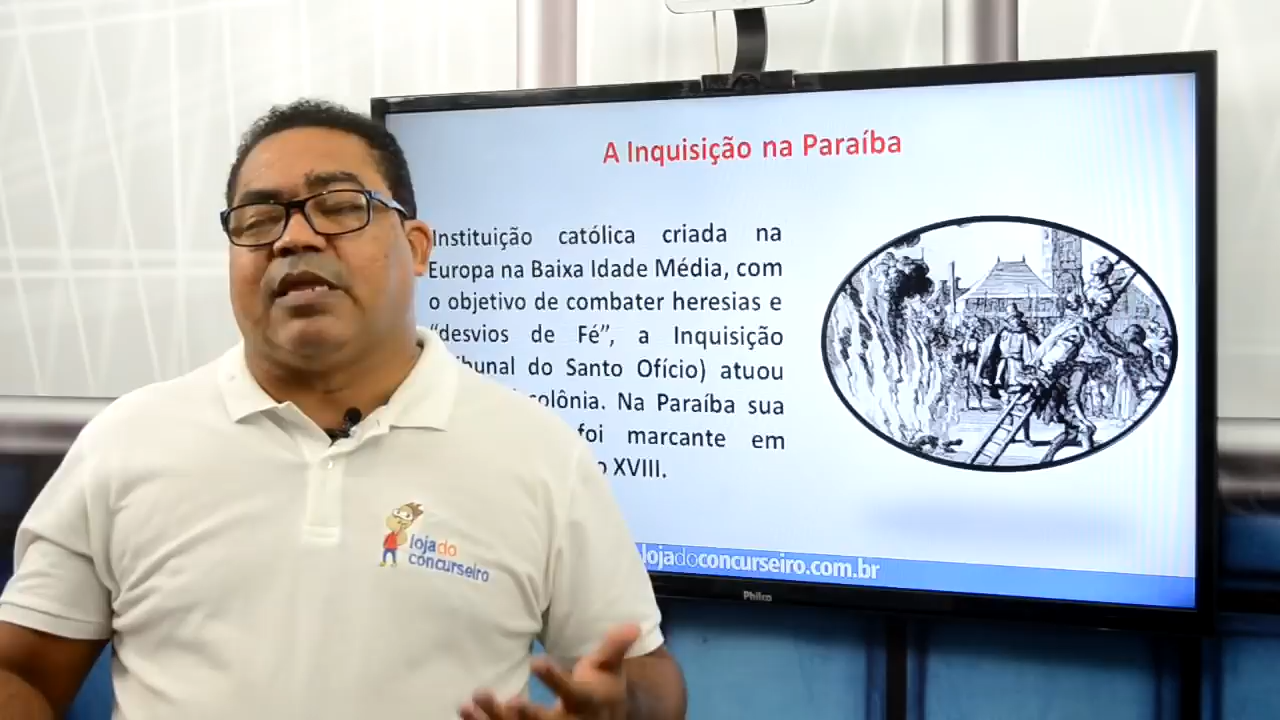 A Inquisição na Paraíba
Instituição católica criada na
Europa na Baixa Idade Média, com
o objetivo de combater heresias e
“desvios de Fé”, a Inquisição
do Santo Ofício) atuou
colônia. Na Paraíba sua
foi marcante em
XVIII.
lojadoconcurseiro.com.br
Philco
lojado
concurseiro